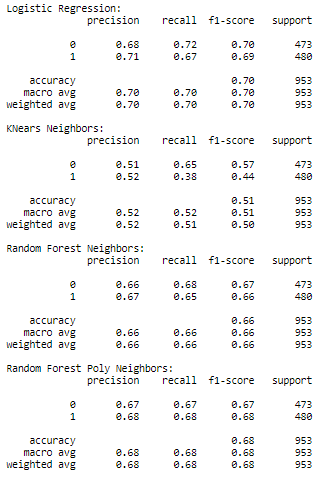 Logistic Regression:
precision recall f1-score support
0 0.68 0.72 0.70 473
1 0.71 0.67 0.69 480
accuracy 0.70 953
macro avg 0.70 0.70 0.70 953
weighted avg 0.70 0.70 0.70 953
KNears Neighbors:
precision recall f1-score support
0 0.51 0.65 0.57 473
1 0.52 0.38 0.44 480
accuracy 0.51 953
macro avg 0.52 0.52 0.51 953
weighted avg 0.52 0.51 0.50 953
Random Forest Neighbors:
precision recall f1-score support
0 0.66 0.68 0.67 473
1 0.67 0.65 0.66 480
accuracy 0.66 953
macro avg 0.66 0.66 0.66 953
weighted avg 0.66 0.66 0.66 953
Random Forest Poly Neighbors:
precision recall f1-score support
0 0.67 0.67 0.67 473
1 0.68 0.68 0.68 480
accuracy 0.68 953
macro avg 0.68 0.68 0.68 953
weighted avg 0.68 0.68 0.68 953